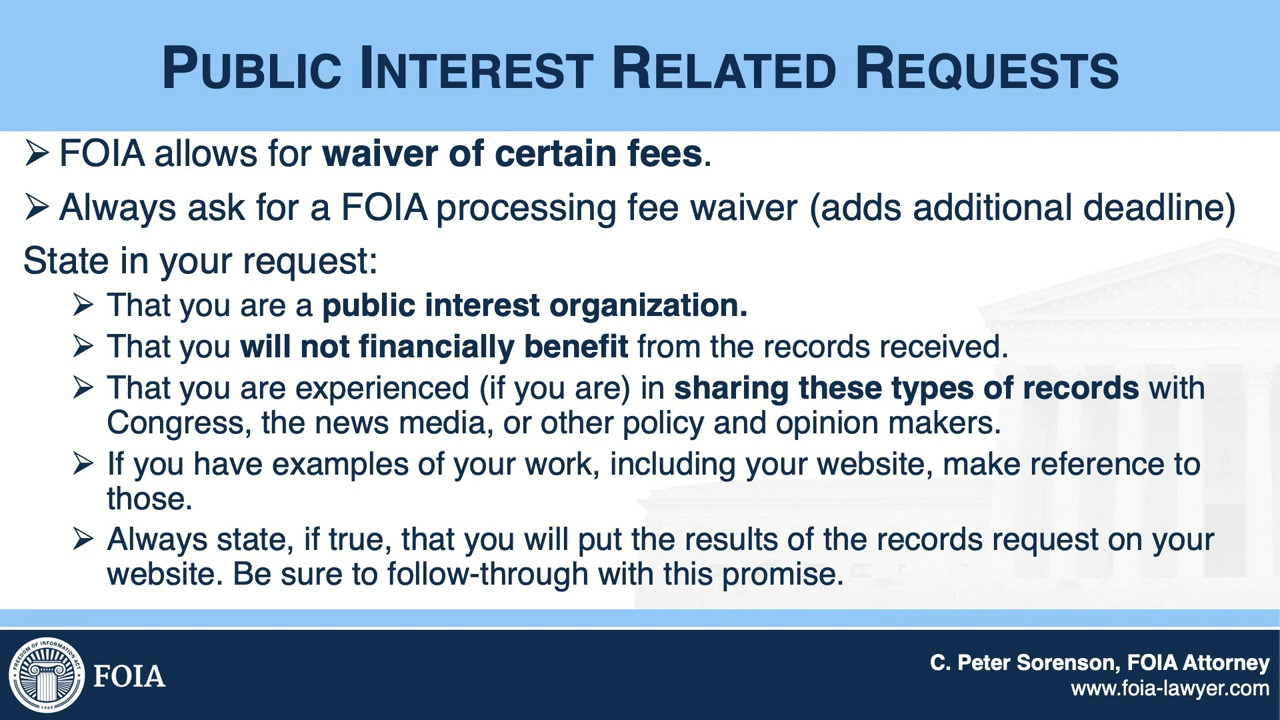 PUBLIC INTEREST RELATED REQUESTS
➢ FOIA allows for waiver of certain fees.
➢ Always ask for a FOIA processing fee waiver (adds additional deadline)
State in your request:
➢ That you are a public interest organization.
➢ That you will not financially benefit from the records received.
➢ That you are experienced (if you are) in sharing these types of records with
Congress, the news media, or other policy and opinion makers.
➢ If you have examples of your work, including your website, make reference to
those.
➢ Always state, if true, that you will put the results of the records request on your
website. Be sure to follow-through with this promise.
FREEDOM OF INFORMATION ACT
1966
FOIA
C. Peter Sorenson, FOIA Attorney
www.foia-lawyer.com